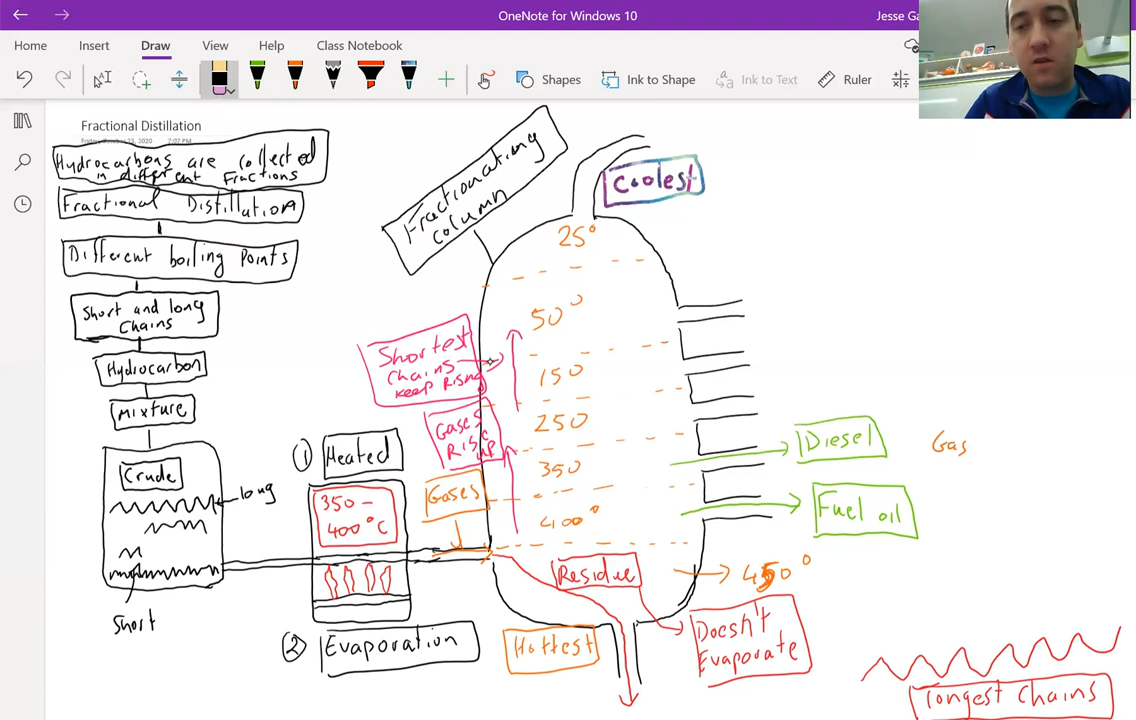 OneNote for Windows 10
Jesse Ga
Home
Insert
Draw
View
Help
Class Notebook
Shapes
Ink to Shape
Ink to Text
Ruler
Fractional Distillation
7:07 PM
Hydrocarbons are collected
in different Fractions
Fractional Distillation
Different boiling Points
Short and long
Chains
Hydrocarbon
Mixture
Crude
long
Short
1 Heated
350 -
400°C
2 Evaporation
Fractionating
column
Coolest
25°
50°
150
250
350
400°
Shortest
Chains
Keep Rising
Gases
Rise
up
Gases
Residue
450°
Hottest
Doesn't
Evaporate
Diesel
Fuel oil
Gas
longest Chains